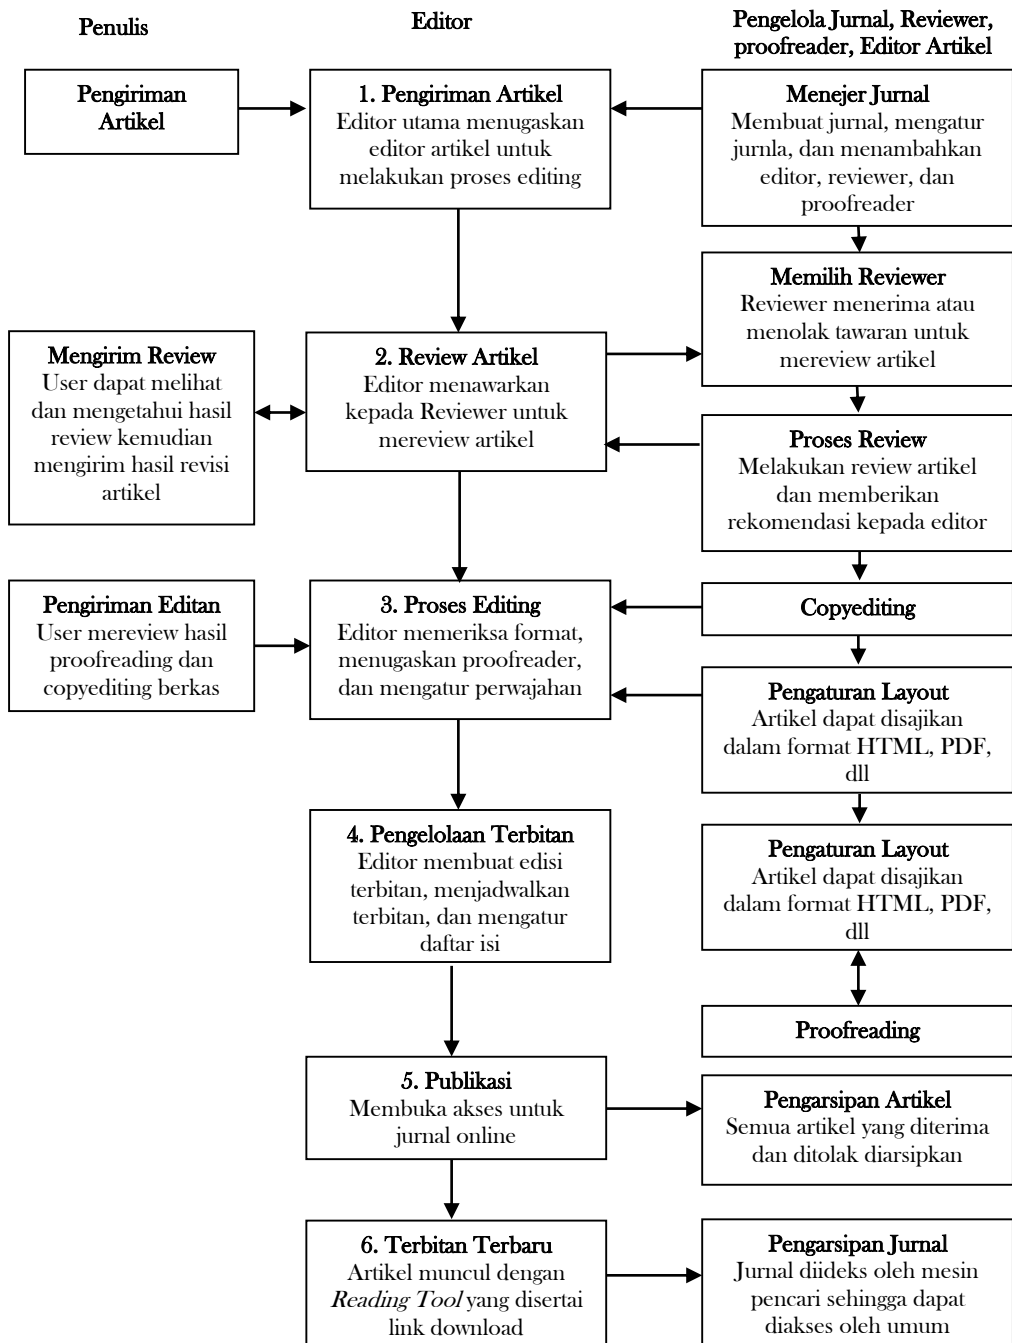 Penulis
Editor
Pengelola Jurnal, Reviewer,
proofreader, Editor Artikel
Pengiriman
Artikel
1. Pengiriman Artikel
Editor utama menugaskan
editor artikel untuk
melakukan proses editing
Menejer Jurnal
Membuat jurnal, mengatur
jurnla, dan menambahkan
editor, reviewer, dan
proofreader
Memilih Reviewer
Reviewer menerima atau
menolak tawaran untuk
mereview artikel
Mengirim Review
User dapat melihat
dan mengetahui hasil
review kemudian
mengirim hasil revisi
artikel
2. Review Artikel
Editor menawarkan
kepada Reviewer untuk
mereview artikel
Proses Review
Melakukan review artikel
dan memberikan
rekomendasi kepada editor
Pengiriman Editan
User mereview hasil
proofreading dan
copyediting berkas
3. Proses Editing
Editor memeriksa format,
menugaskan proofreader,
dan mengatur perwajahan
Copyediting
Pengaturan Layout
Artikel dapat disajikan
dalam format HTML, PDF,
dll
4. Pengelolaan Terbitan
Editor membuat edisi
terbitan, menjadwalkan
terbitan, dan mengatur
daftar isi
Pengaturan Layout
Artikel dapat disajikan
dalam format HTML, PDF,
dll
Proofreading
5. Publikasi
Membuka akses untuk
jurnal online
Pengarsipan Artikel
Semua artikel yang diterima
dan ditolak diarsipkan
6. Terbitan Terbaru
Artikel muncul dengan
Reading Tool yang disertai
link download
Pengarsipan Jurnal
Jurnal diideks oleh mesin
pencari sehingga dapat
diakses oleh umum